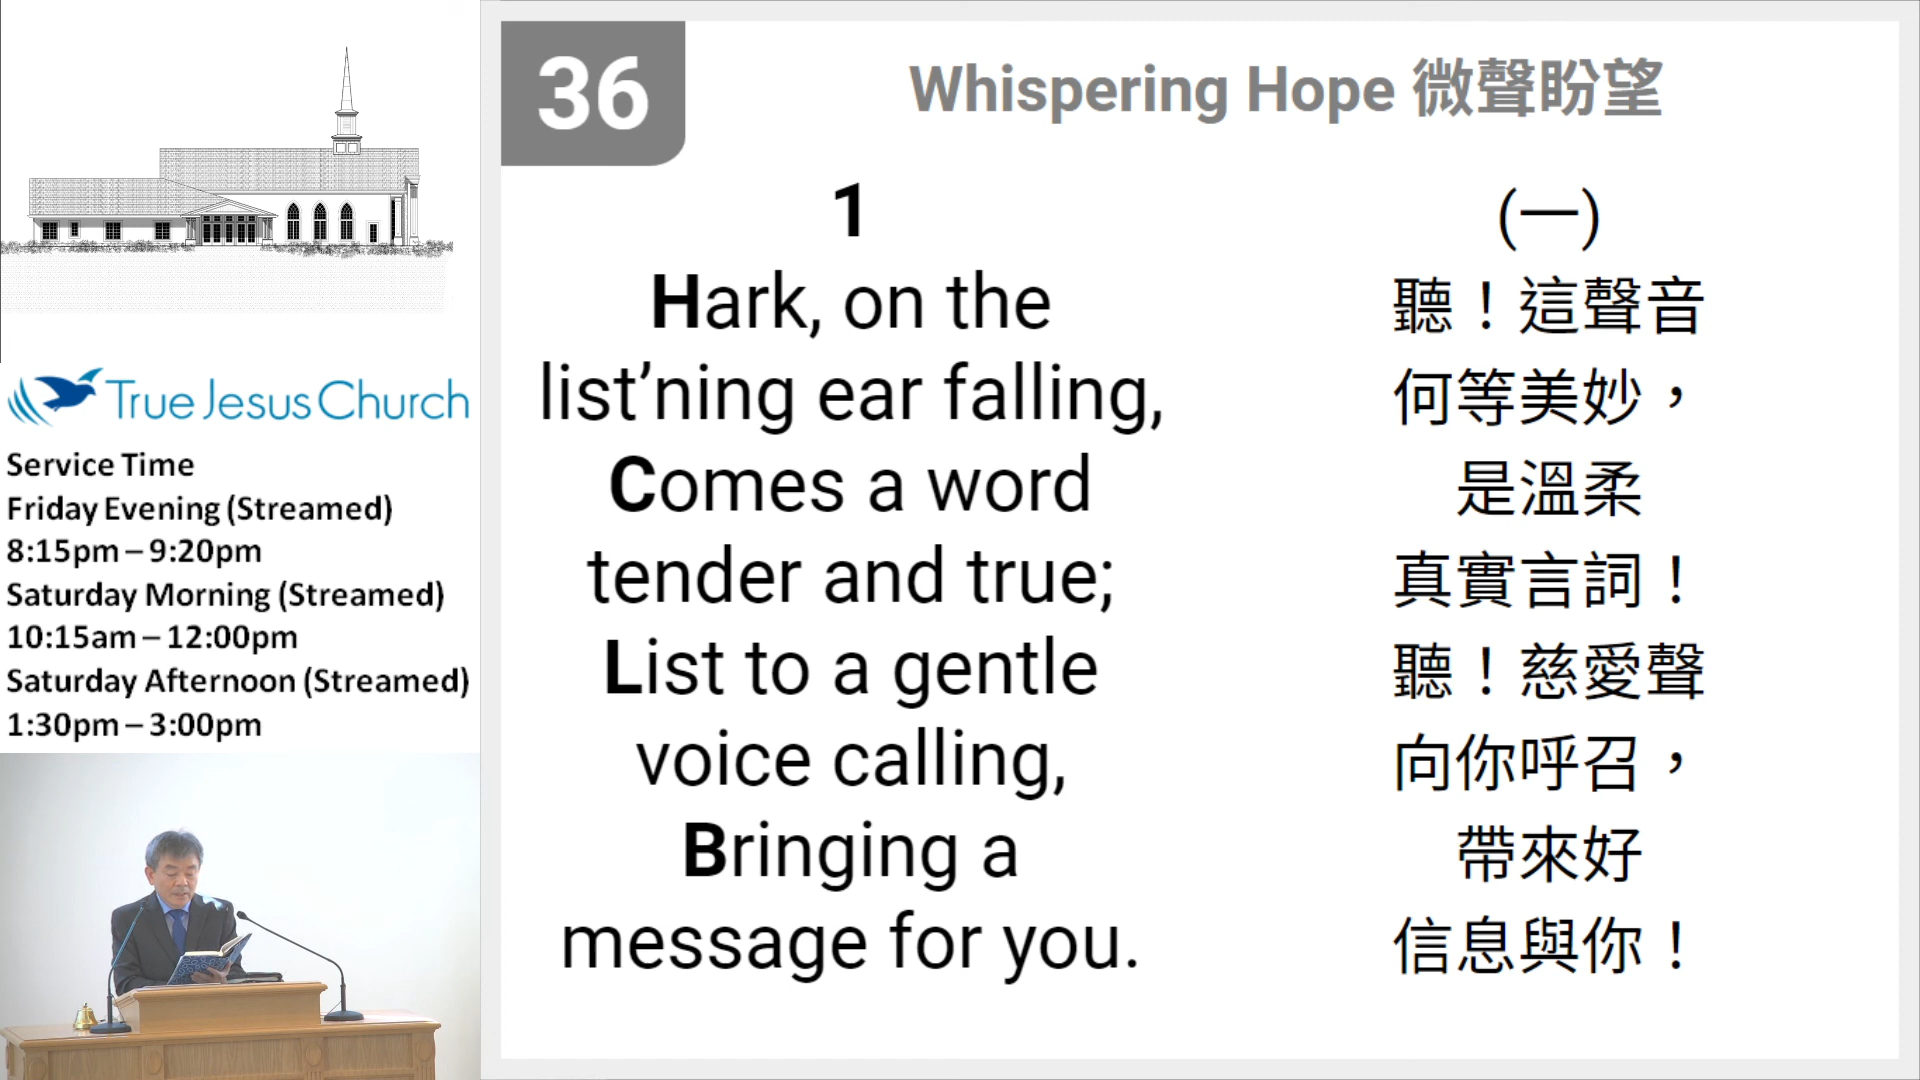 True Jesus Church
Service Time
Friday Evening (Streamed)
8:15pm – 9:20pm
Saturday Morning (Streamed)
10:15am – 12:00pm
Saturday Afternoon (Streamed)
1:30pm – 3:00pm
36
Whispering Hope 微聲盼望
1
Hark, on the
list’ning ear falling,
Comes a word
tender and true;
List to a gentle
voice calling,
Bringing a
message for you.
(一)
聽！這聲音
何等美妙，
是溫柔
真實言詞！
聽！慈愛聲
向你呼召，
帶來好
信息與你！